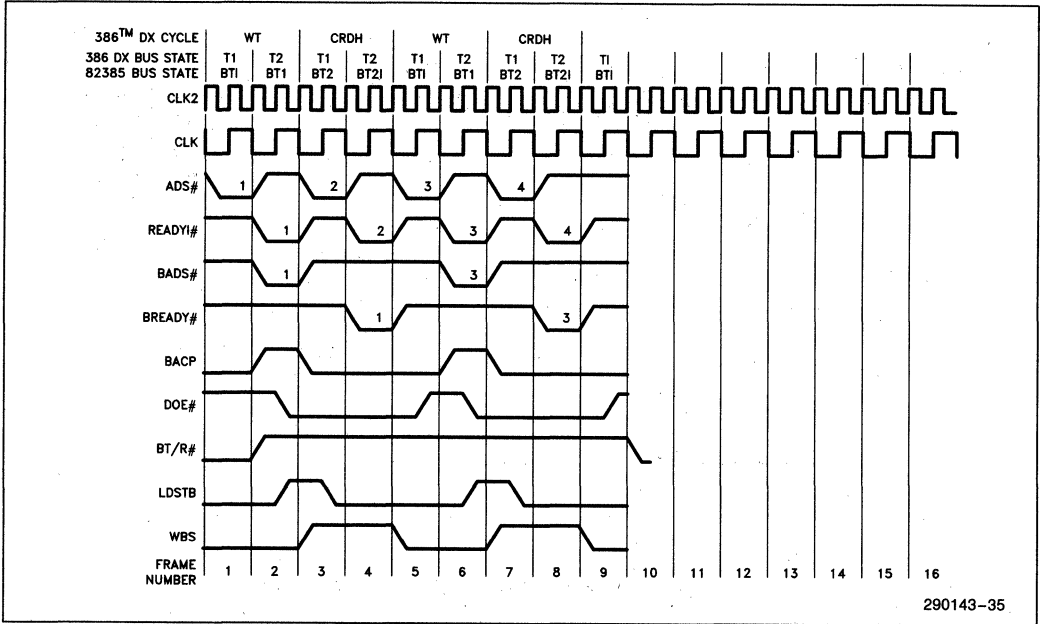 386™ DX CYCLE WT CRDH WT CRDH
386 DX BUS STATE T1 T2 T1 T2 T1 T2 T1 T2 TI
82385 BUS STATE BTI BT1 BT2 BT2I BTI BT1 BT2 BT2I BTI
CLK2
CLK
ADS# 1 2 3 4
READYI# 1 2 3 4
BADS# 1 3
BREADY# 1 3
BACP
DOE#
BT/R#
LDSTB
WBS
FRAME
NUMBER 1 2 3 4 5 6 7 8 9 10 11 12 13 14 15 16
290143-35